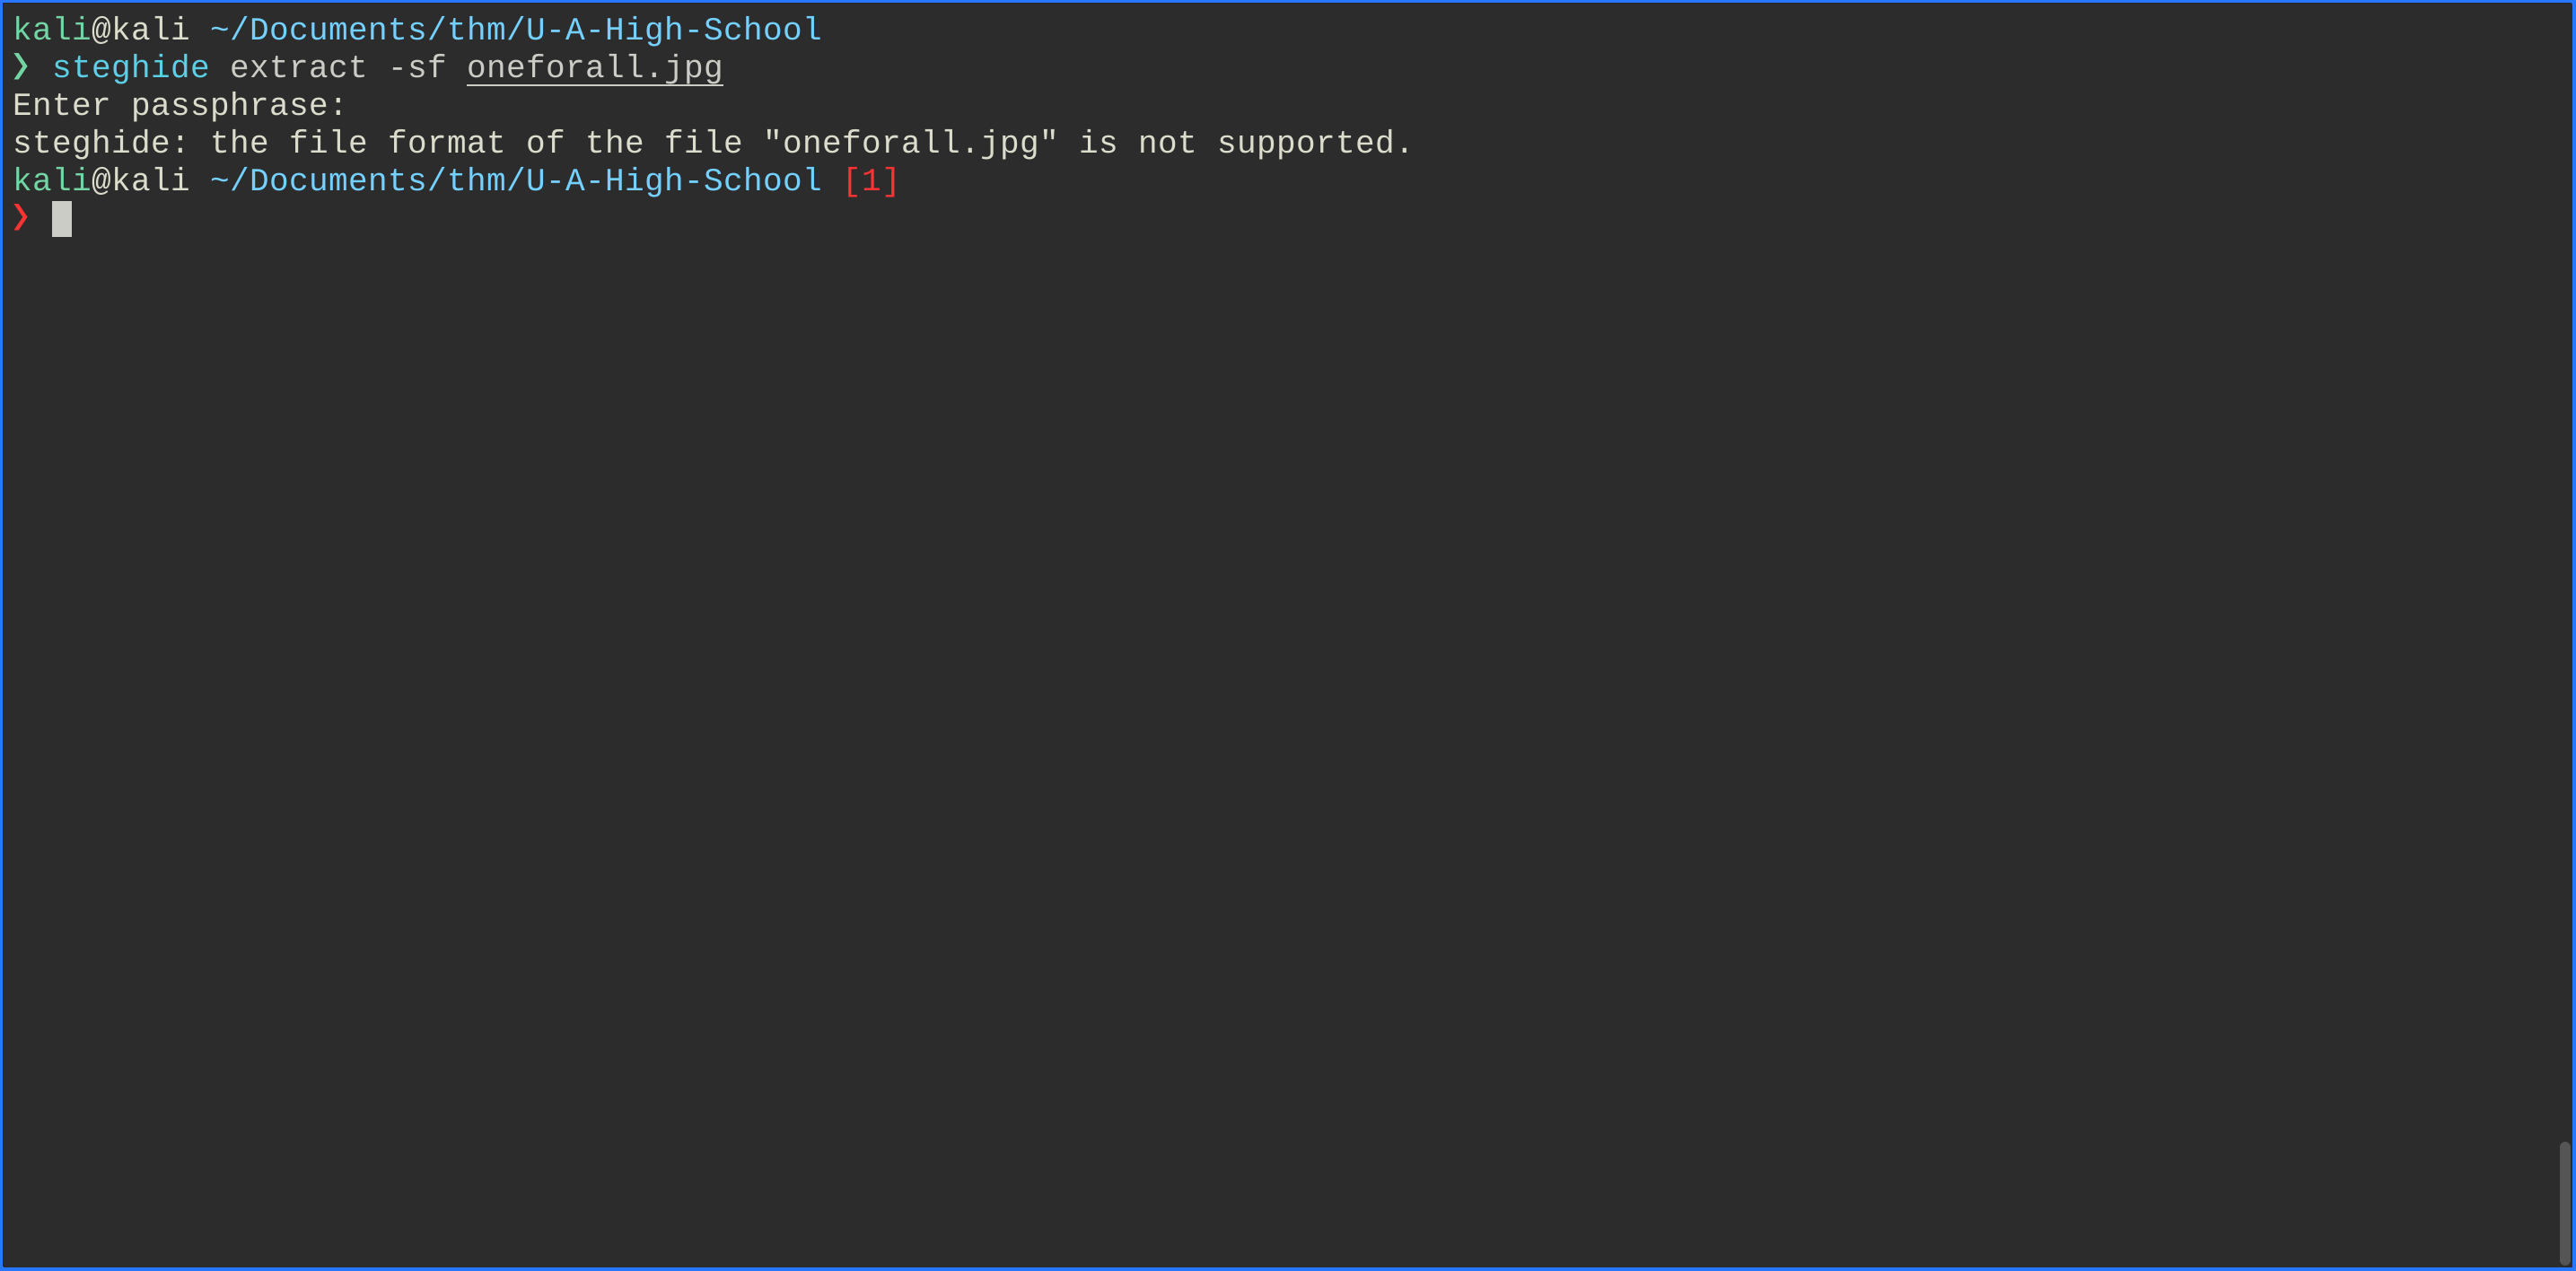 kali@kali ~/Documents/thm/U-A-High-School
❯ steghide extract -sf oneforall.jpg
Enter passphrase:
steghide: the file format of the file "oneforall.jpg" is not supported.
kali@kali ~/Documents/thm/U-A-High-School [1]
❯